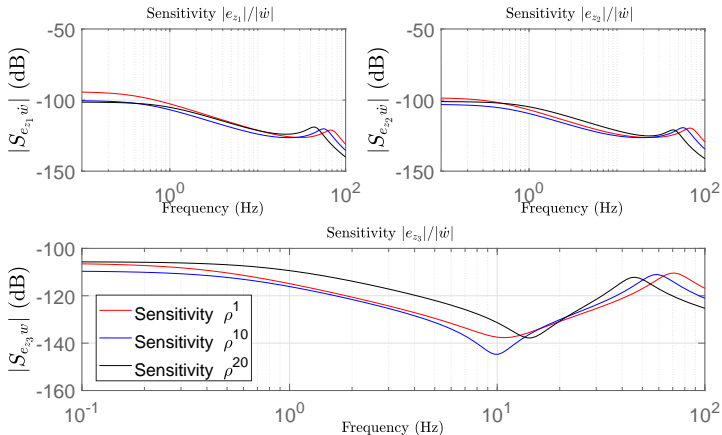 Sensitivity |e_{z_1}|/|ẇ|
-50
-100
-150
|S_{e_{z_1} ẇ}| (dB)
10^0
10^2
Frequency (Hz)
Sensitivity |e_{z_2}|/|ẇ|
-50
-100
-150
|S_{e_{z_2} ẇ}| (dB)
10^0
10^2
Frequency (Hz)
Sensitivity |e_{z_3}|/|ẇ|
-100
-120
-140
-160
|S_{e_{z_3} w}| (dB)
Sensitivity ρ^1
Sensitivity ρ^{10}
Sensitivity ρ^{20}
10^{-1}
10^0
10^1
10^2
Frequency (Hz)